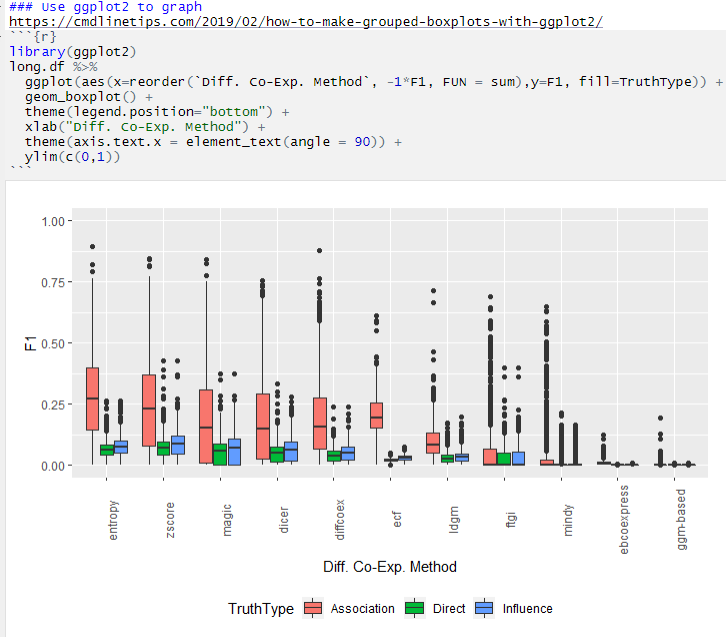 ### Use ggplot2 to graph
https://cmdlinetips.com/2019/02/how-to-make-grouped-boxplots-with-ggplot2/
```{r}
library(ggplot2)
long.df %>%
  ggplot(aes(x=reorder(`Diff. Co-Exp. Method`, -1*F1, FUN = sum),y=F1, fill=TruthType)) +
  geom_boxplot() +
  theme(legend.position="bottom") +
  xlab("Diff. Co-Exp. Method") +
  theme(axis.text.x = element_text(angle = 90)) +
  ylim(c(0,1))
```
1.00
0.75
0.50
0.25
0.00
F1
entropy
zscore
magic
dicer
diffcoex
ecf
ldgm
ftgi
mindy
ebcoexpress
ggm-based
Diff. Co-Exp. Method
TruthType Association Direct Influence